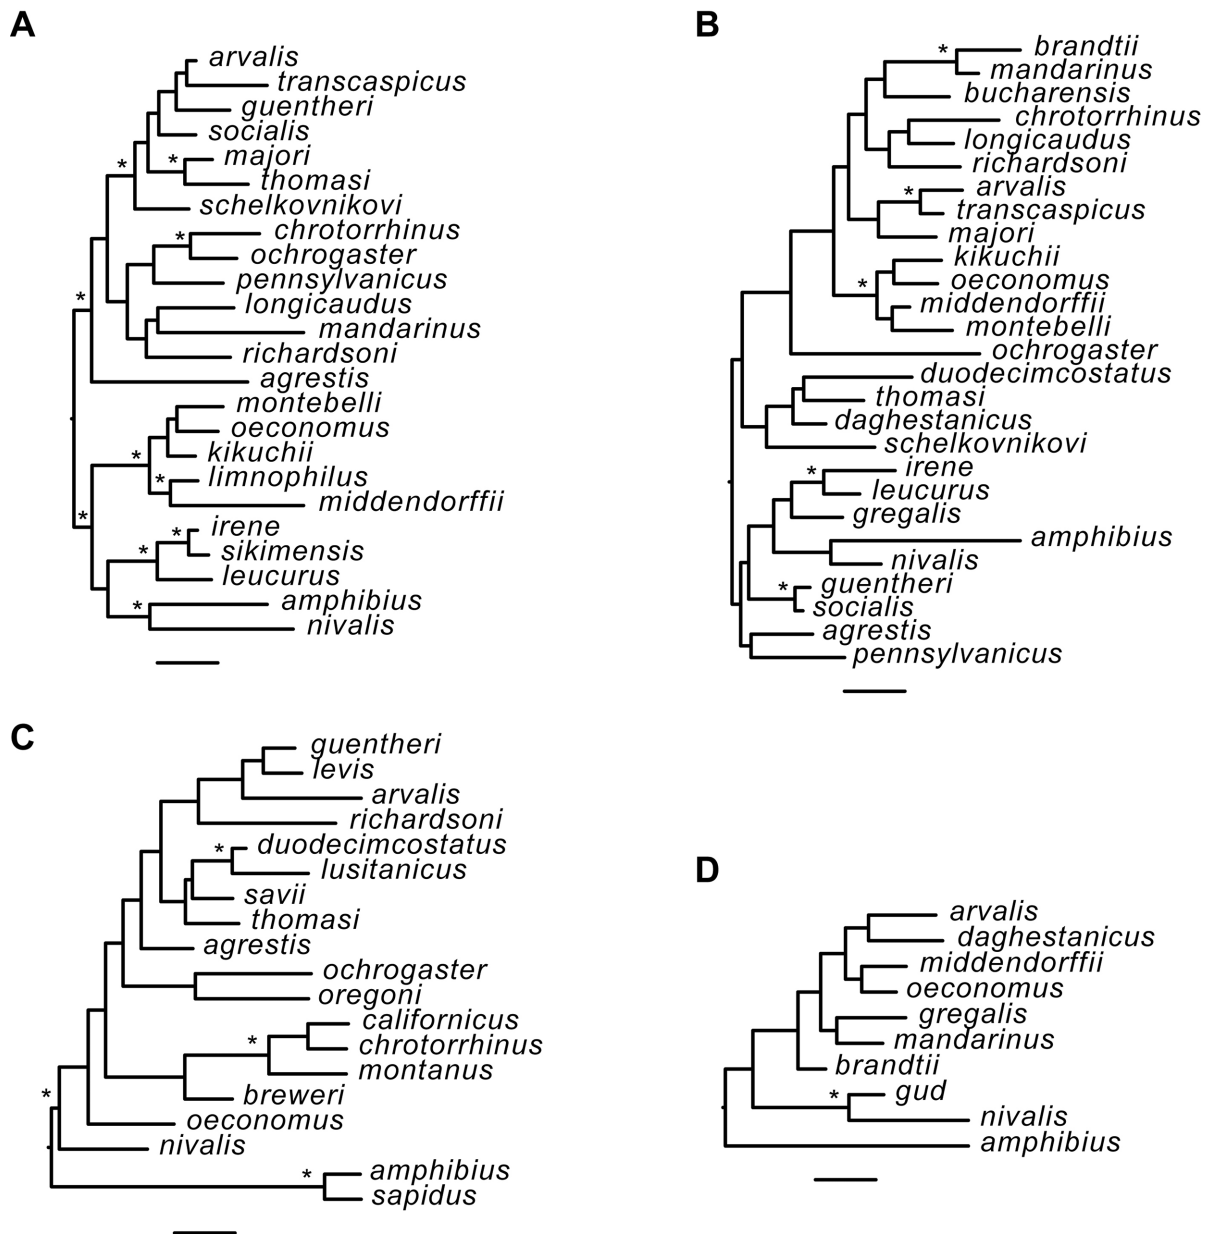 A
arvalis
transcaspicus
guentheri
socialis
majori
thomasi
schelkovnikovi
chrotorrhinus
ochrogaster
pennsylvanicus
longicaudus
mandarinus
richardsoni
agrestis
montebelli
oeconomus
kikuchii
limnophilus
middendorffii
irene
sikimensis
leucurus
amphibius
nivalis
* * * * * * * * * *
B
brandtii
mandarinus
bucharensis
chrotorrhinus
longicaudus
richardsoni
arvalis
transcaspicus
majori
kikuchii
oeconomus
middendorffii
montebelli
ochrogaster
duodecimcostatus
thomasi
daghestanicus
schelkovnikovi
irene
leucurus
gregalis
amphibius
nivalis
guentheri
socialis
agrestis
pennsylvanicus
* * * * *
C
guentheri
levis
arvalis
richardsoni
duodecimcostatus
lusitanicus
savii
thomasi
agrestis
ochrogaster
oregoni
californicus
chrotorrhinus
montanus
breweri
oeconomus
nivalis
amphibius
sapidus
* * * *
D
arvalis
daghestanicus
middendorffii
oeconomus
gregalis
mandarinus
brandtii
gud
nivalis
amphibius
*